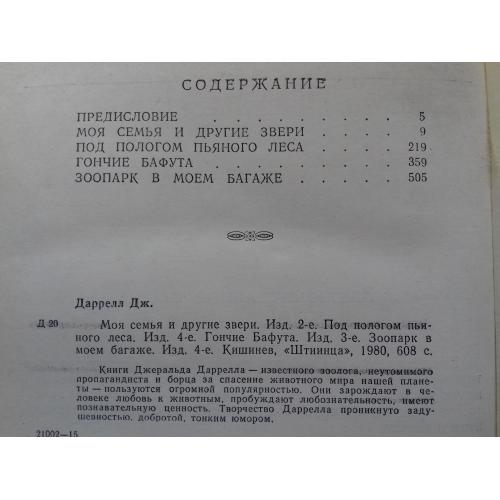 СОДЕРЖАНИЕ
ПРЕДИСЛОВИЕ . . . . . . . . 5
МОЯ СЕМЬЯ И ДРУГИЕ ЗВЕРИ . . . . 9
ПОД ПОЛОГОМ ПЬЯНОГО ЛЕСА . . . . 219
ГОНЧИЕ БАФУТА . . . . . . . 359
ЗООПАРК В МОЕМ БАГАЖЕ . . . . . 505
Даррелл Дж.
Д 20 Моя семья и другие звери. Изд. 2-е. Под пологом пья-
ного леса. Изд. 4-е. Гончие Бафута. Изд. 3-е. Зоопарк в
моем багаже. Изд. 4-е. Кишинев, «Штиинца», 1980, 608 с.
Книги Джеральда Даррелла — известного зоолога, неутомимого
пропагандиста и борца за спасение животного мира нашей плане-
ты — пользуются огромной популярностью. Они зарождают в че-
ловеке любовь к животным, пробуждают любознательность, имеют
познавательную ценность. Творчество Даррелла проникнуто заду-
шевностью, добротой, тонким юмором.
21002—15